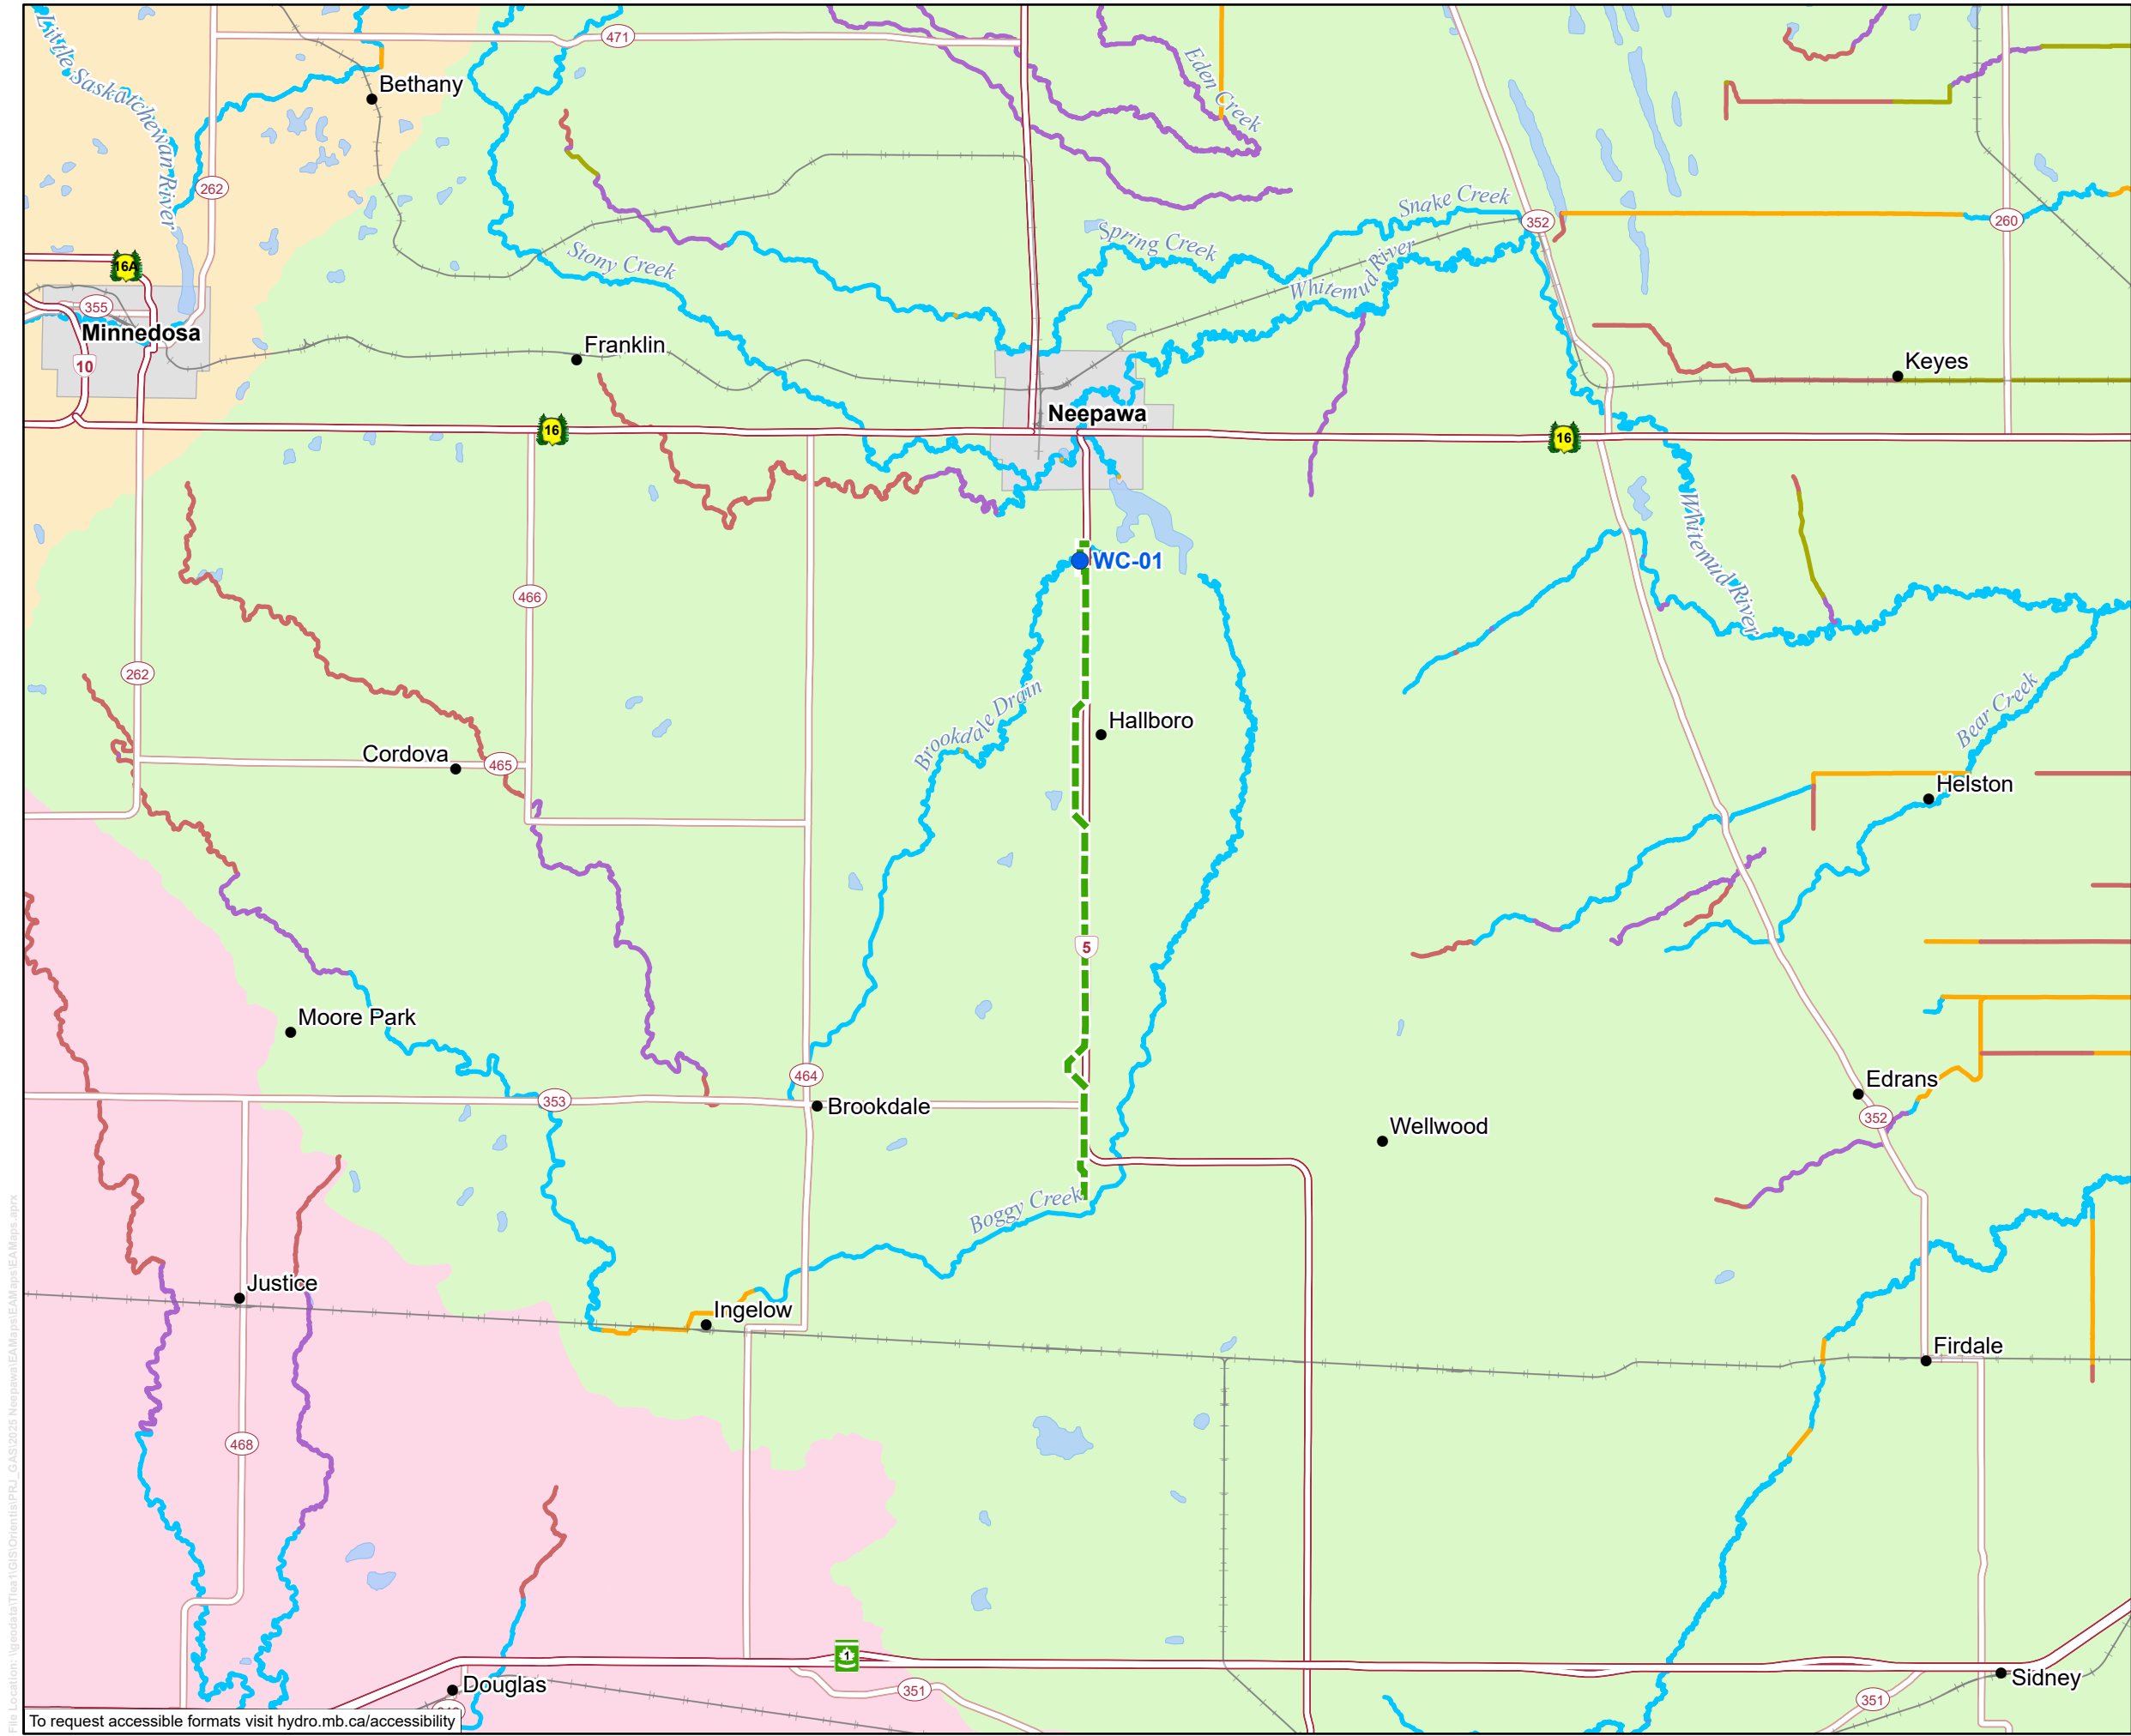 Little Saskatchewan River
Bethany
471
Eden Creek
262
16A
355
Minnedosa
10
Stony Creek
Franklin
Snake Creek
Spring Creek
Whitemud River
352
260
Keyes
16
Neepawa
16
WC-01
Whitemud River
466
262
Brookdale Drain
Hallboro
Bear Creek
Cordova
465
Helston
5
Moore Park
464
353
Brookdale
Edrans
352
Wellwood
Boggy Creek
Justice
Ingelow
Firdale
468
1
Douglas
351
351
Sidney
To request accessible formats visit hydro.mb.ca/accessibility